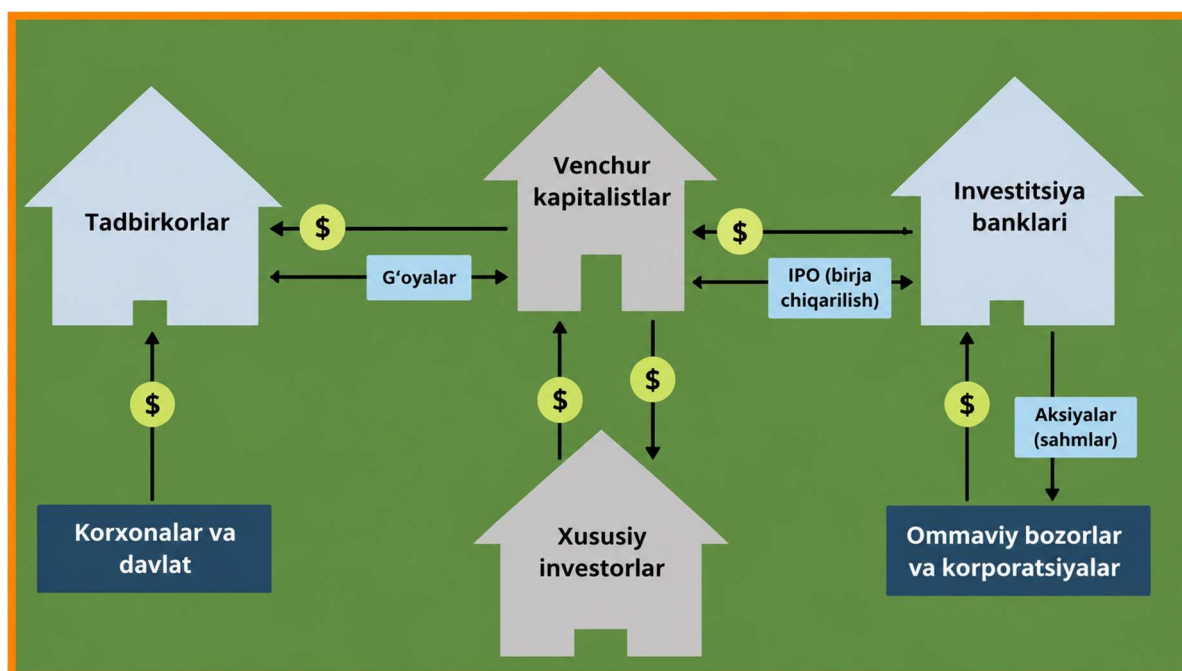 Venchur
kapitalistlar
Tadbirkorlar
Investitsiya
banklari
$
$
G‘oyalar
IPO (birja
chiqarilish)
$
$
$
$
Aksiyalar
(sahmlar)
Korxonalar va
davlat
Xususiy
investorlar
Ommaviy bozorlar
va korporatsiyalar